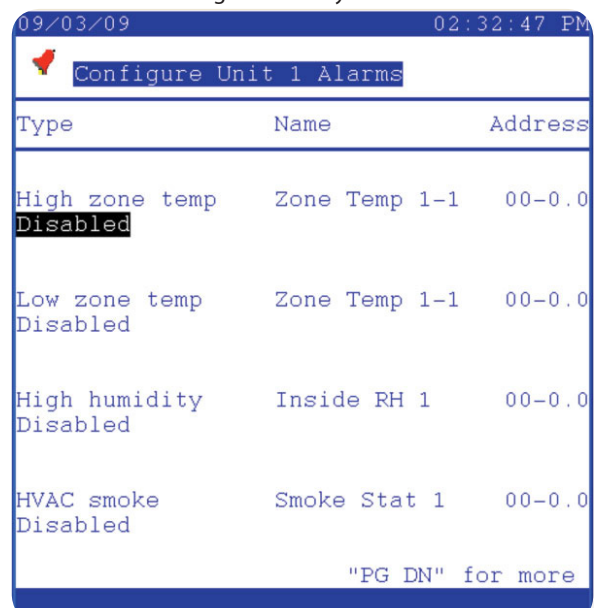 09/03/09 02:32:47 PM
Configure Unit 1 Alarms
Type Name Address
High zone temp Zone Temp 1-1 00-0.0
Disabled
Low zone temp Zone Temp 1-1 00-0.0
Disabled
High humidity Inside RH 1 00-0.0
Disabled
HVAC smoke Smoke Stat 1 00-0.0
Disabled
"PG DN" for more